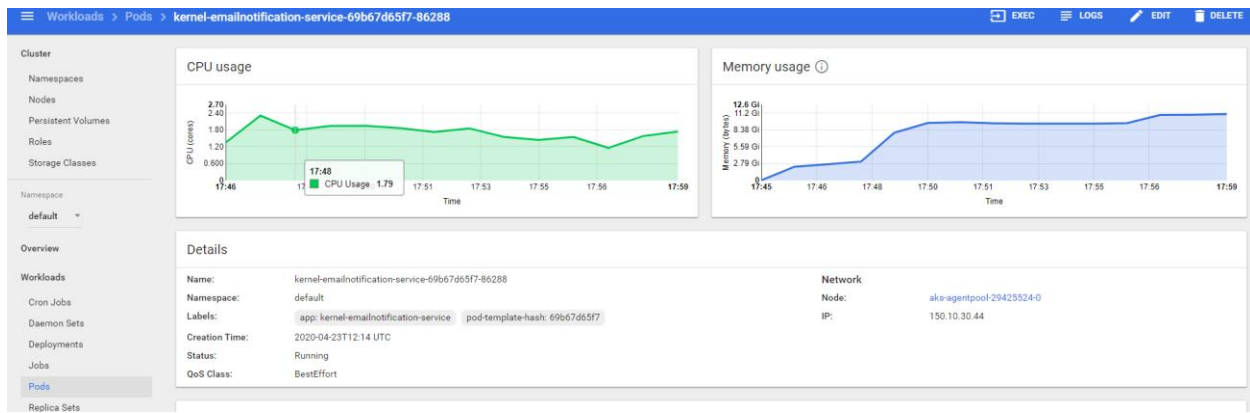 Workloads > Pods > kernel-emailnotification-service-69b67d65f7-86288
EXEC LOGS EDIT DELETE
Cluster
Namespaces
Nodes
Persistent Volumes
Roles
Storage Classes
Namespace
default
Overview
Workloads
Cron Jobs
Daemon Sets
Deployments
Jobs
Pods
Replica Sets
CPU usage
CPU (cores)
2.70
2.40
1.80
1.20
0.600
0
17:46 17:51 17:53 17:55 17:56 17:59
Time
17:48
CPU Usage 1.79
Memory usage
Memory (bytes)
12.6 Gi
11.2 Gi
8.38 Gi
5.59 Gi
2.79 Gi
0
17:45 17:46 17:48 17:50 17:51 17:53 17:55 17:56 17:59
Time
Details
Name: kernel-emailnotification-service-69b67d65f7-86288
Namespace: default
Labels: app: kernel-emailnotification-service pod-template-hash: 69b67d65f7
Creation Time: 2020-04-23T12:14 UTC
Status: Running
QoS Class: BestEffort
Network
Node: aks-agentpool-29425524-0
IP: 150.10.30.44